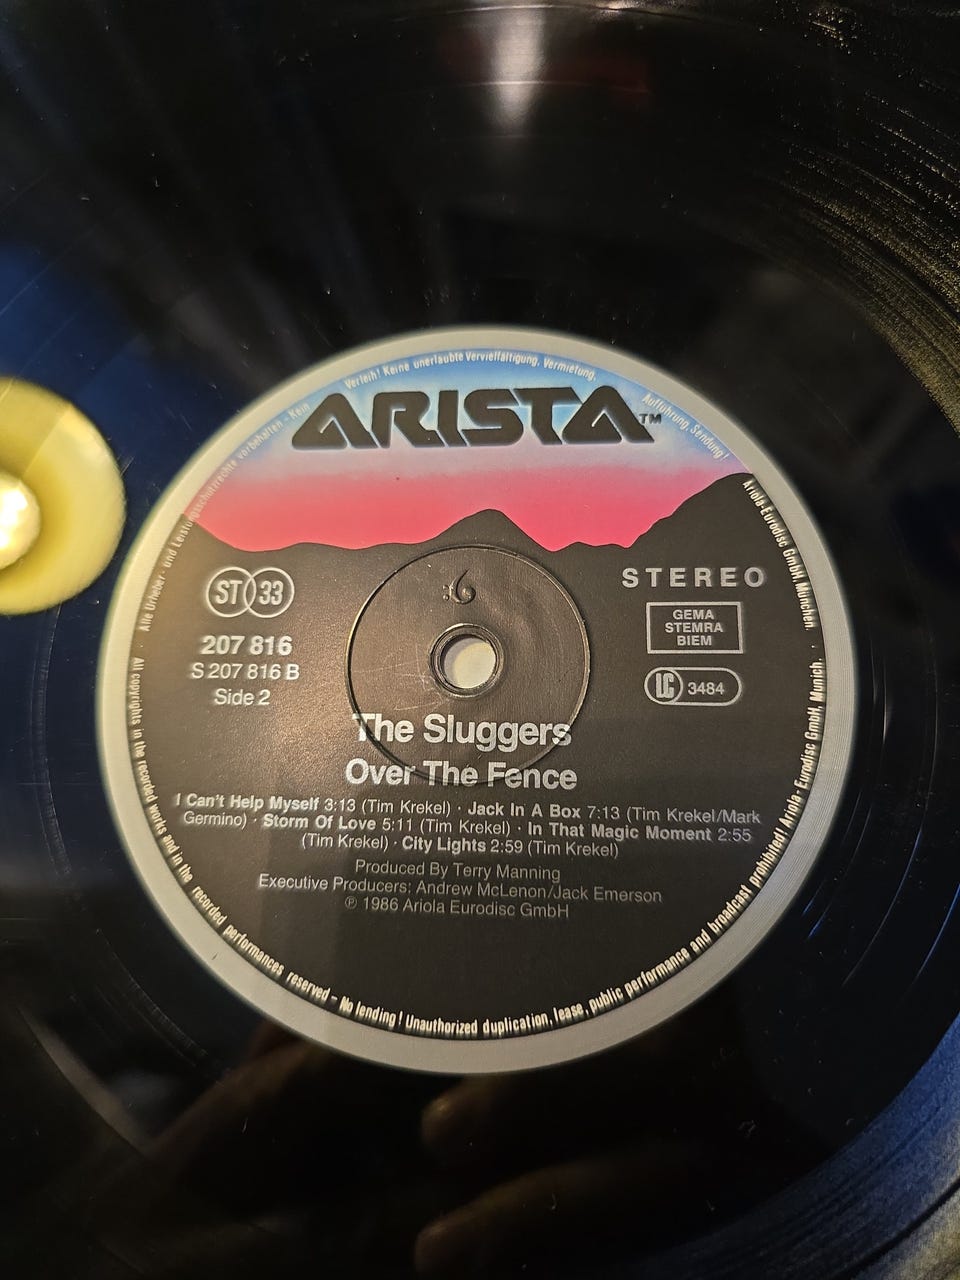 Alle Urheber- und Leistungsschutzrechte vorbehalten - Kein Verleih! Keine unerlaubte Vervielfältigung, Vermietung, Aufführung, Sendung!
ARISTA™
ST 33
STEREO
207 816
S 207 816 B
Side 2
GEMA
STEMRA
BIEM
LC 3484
6
The Sluggers
Over The Fence
I Can't Help Myself 3:13 (Tim Krekel) · Jack In A Box 7:13 (Tim Krekel/Mark
Germino) · Storm Of Love 5:11 (Tim Krekel) · In That Magic Moment 2:55
(Tim Krekel) · City Lights 2:59 (Tim Krekel)
Produced By Terry Manning
Executive Producers: Andrew McLenon/Jack Emerson
℗ 1986 Ariola Eurodisc GmbH
Ariola-Eurodisc GmbH, München.
All copyrights in the recorded works and in the recorded performances reserved - No lending! Unauthorized duplication, lease, public performance and broadcast prohibited! Ariola-Eurodisc GmbH, Munich.